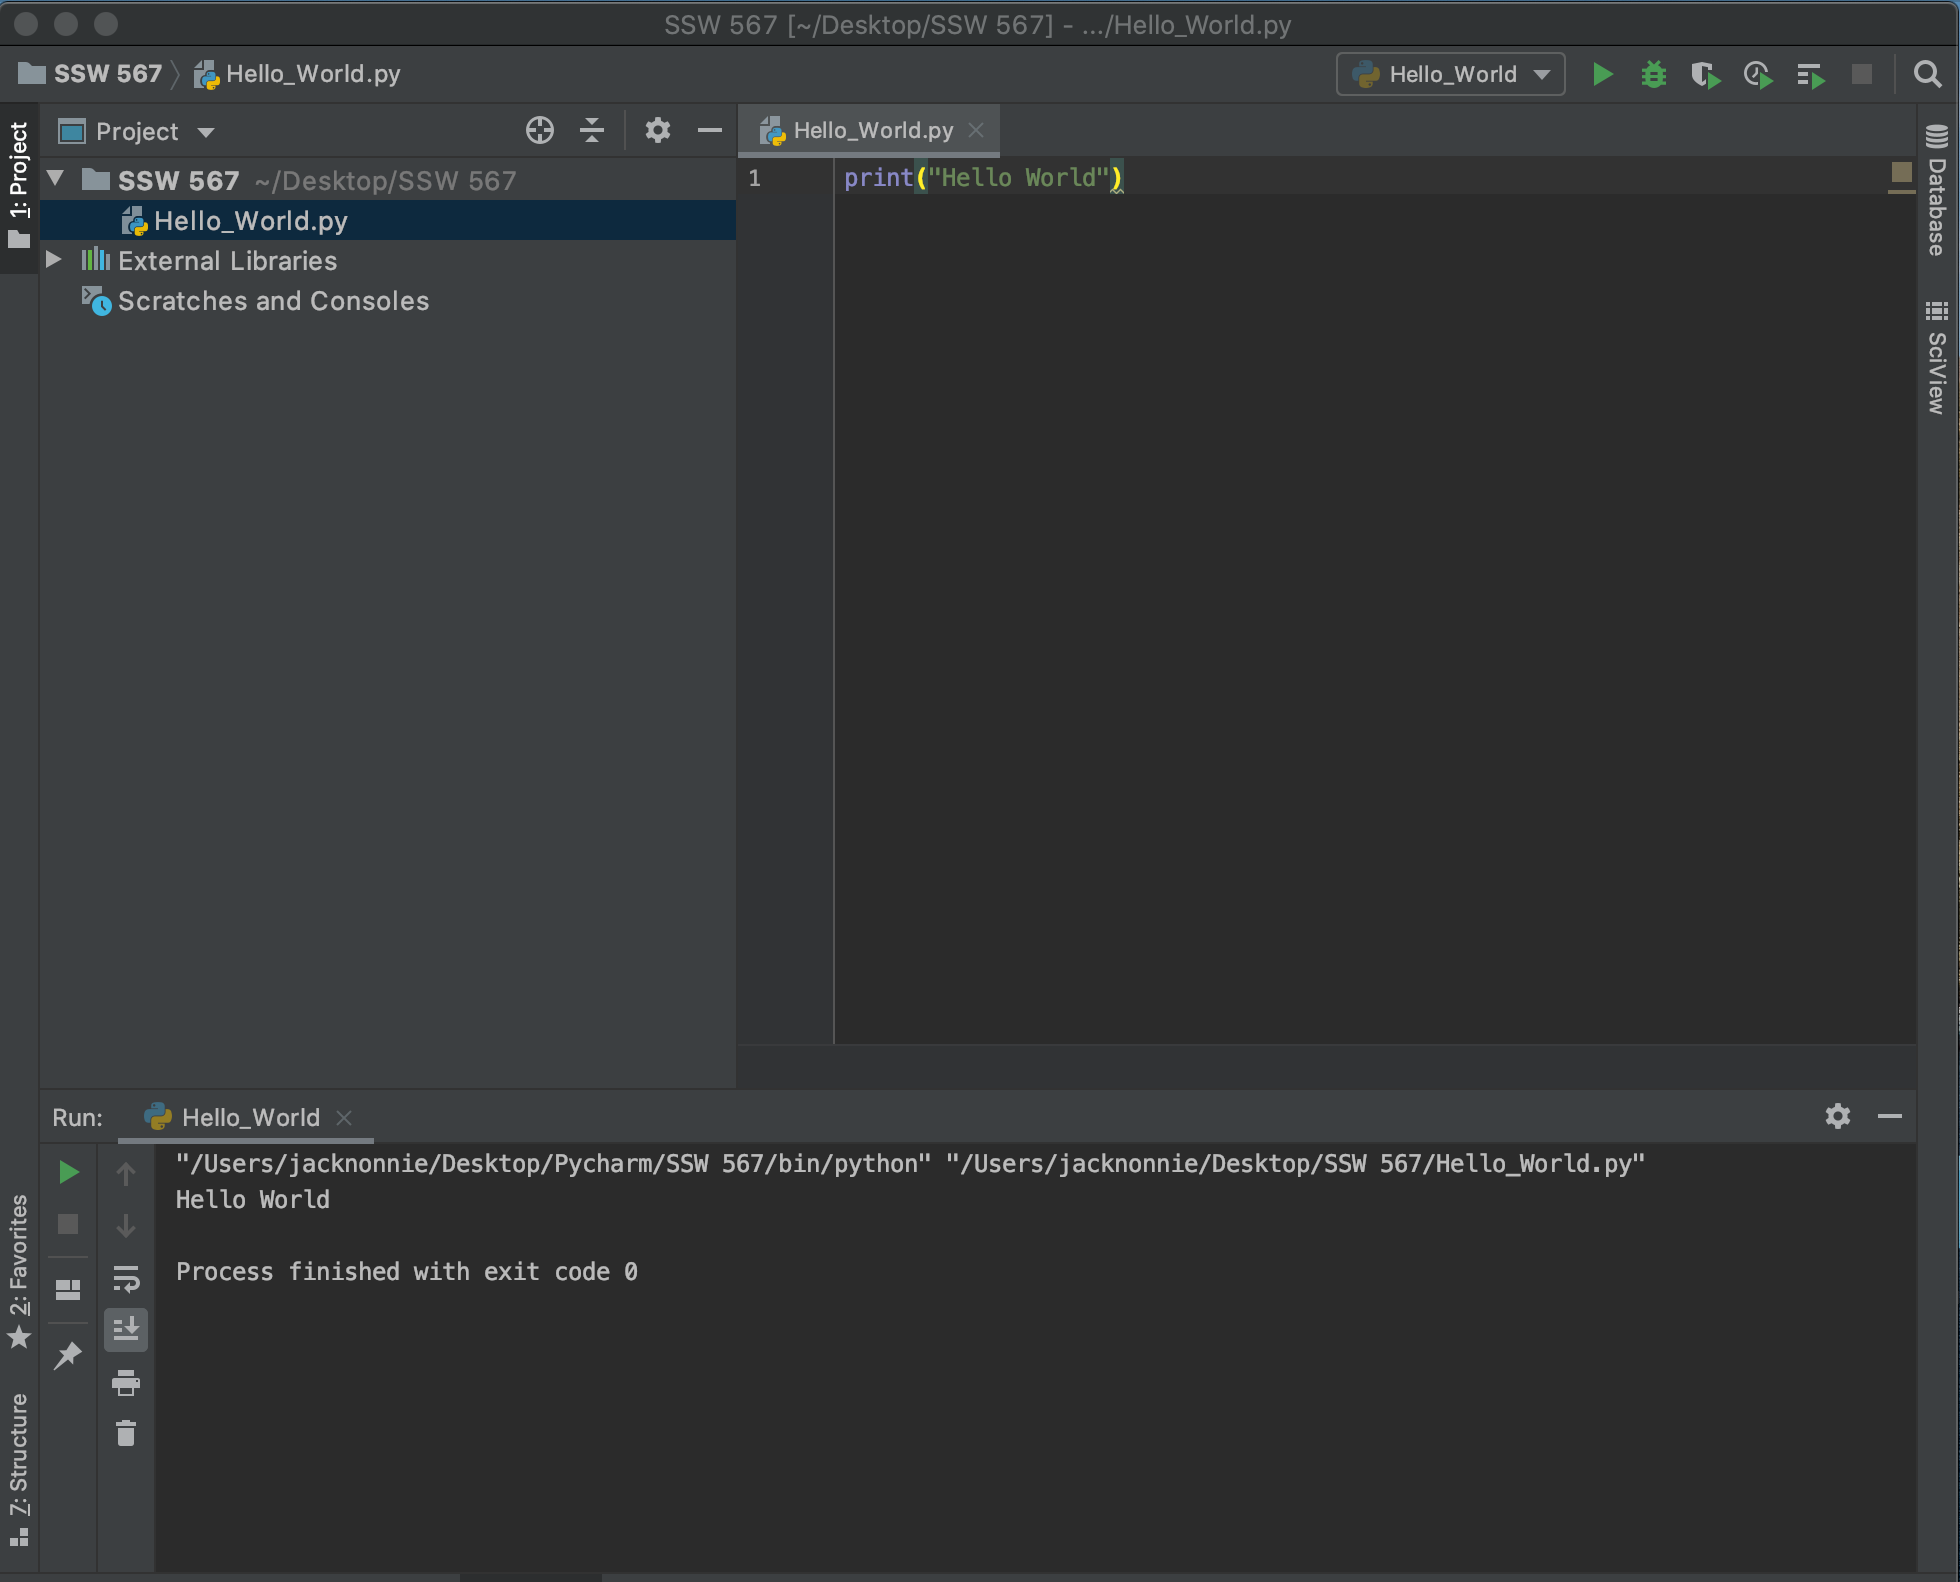 SSW 567 [~/Desktop/SSW 567] - .../Hello_World.py
SSW 567 Hello_World.py
Hello_World
1: Project
Project
Hello_World.py
SSW 567 ~/Desktop/SSW 567
Hello_World.py
External Libraries
Scratches and Consoles
1 print("Hello World")
Database
SciView
Run: Hello_World
"/Users/jacknonnie/Desktop/Pycharm/SSW 567/bin/python" "/Users/jacknonnie/Desktop/SSW 567/Hello_World.py"
Hello World
Process finished with exit code 0
2: Favorites
7: Structure